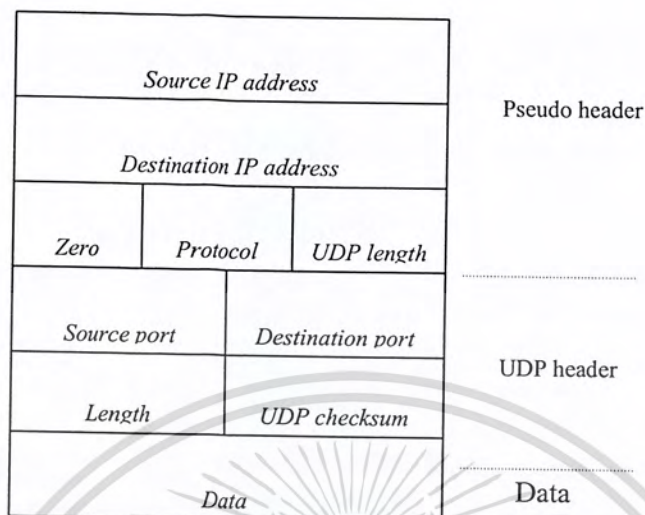 Source IP address
Pseudo header
Destination IP address
Zero Protocol UDP length
Source port Destination port
UDP header
Length UDP checksum
Data Data